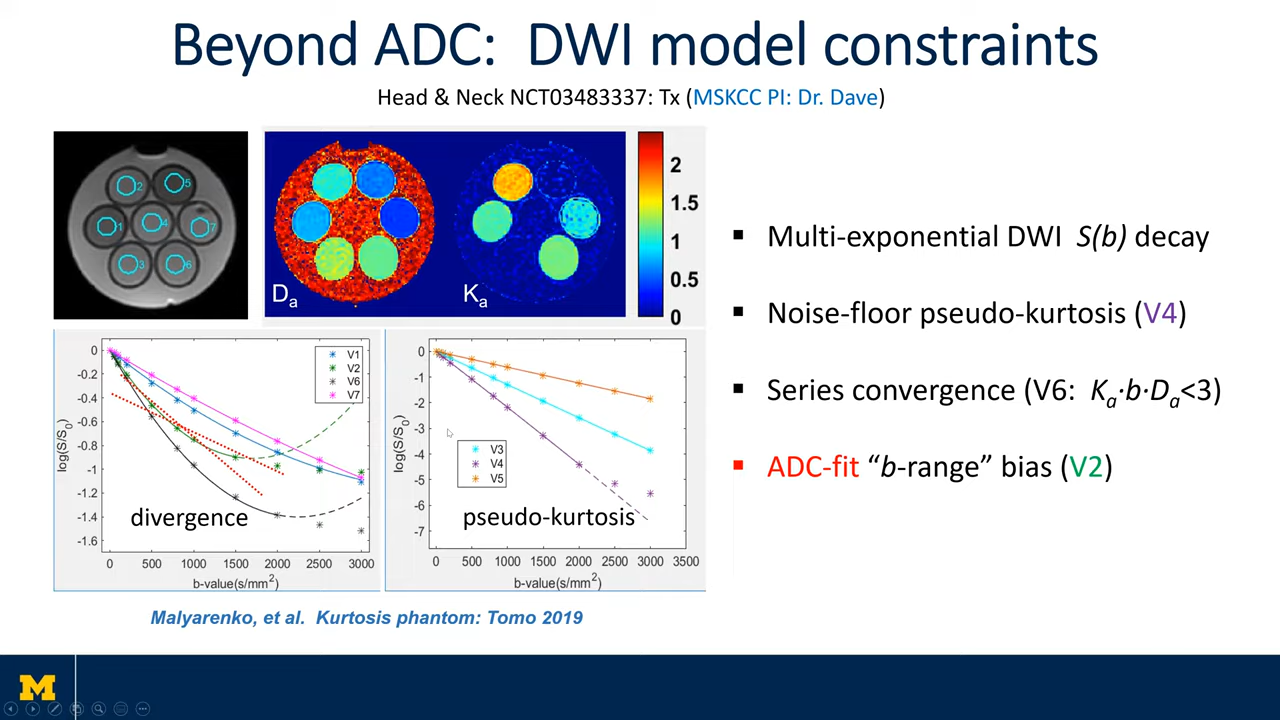 Beyond ADC: DWI model constraints
Head & Neck NCT03483337: Tx (MSKCC PI: Dr. Dave)
2
5
1
4
7
3
6
Da
Ka
2
1.5
1
0.5
0
▪ Multi-exponential DWI S(b) decay
▪ Noise-floor pseudo-kurtosis (V4)
▪ Series convergence (V6: Ka·b·Da<3)
▪ ADC-fit “b-range” bias (V2)
0
-0.2
-0.4
-0.6
-0.8
-1
-1.2
-1.4
-1.6
log(S/S0)
V1
V2
V6
V7
divergence
0 500 1000 1500 2000 2500 3000
b-value(s/mm2)
0
-1
-2
-3
-4
-5
-6
-7
log(S/S0)
V3
V4
V5
pseudo-kurtosis
0 500 1000 1500 2000 2500 3000 3500
b-value(s/mm2)
Malyarenko, et al. Kurtosis phantom: Tomo 2019
M